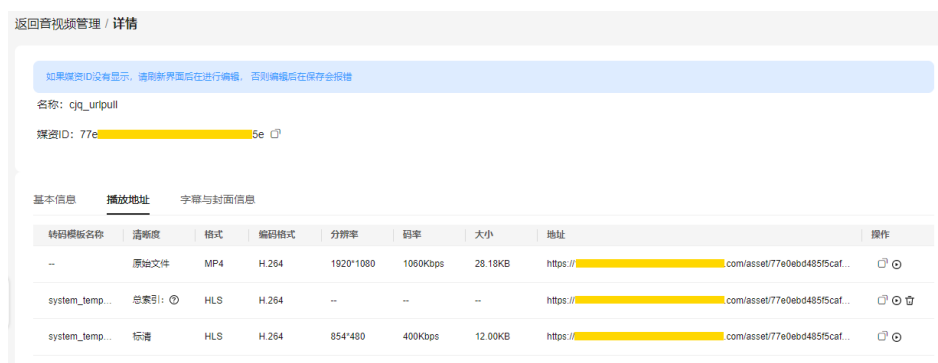 返回音视频管理 / 详情
如果媒资ID没有显示，请刷新界面后在进行编辑， 否则编辑后在保存会报错
名称：cjq_urlpull
媒资ID：77e 5e
基本信息 播放地址 字幕与封面信息
转码模板名称 清晰度 格式 编码格式 分辨率 码率 大小 地址 操作
-- 原始文件 MP4 H.264 1920*1080 1060Kbps 28.18KB https:// .com/asset/77e0ebd485f5caf...
system_temp... 总索引： HLS H.264 -- -- -- https:// .com/asset/77e0ebd485f5caf...
system_temp... 标清 HLS H.264 854*480 400Kbps 12.00KB https:// .com/asset/77e0ebd485f5caf...